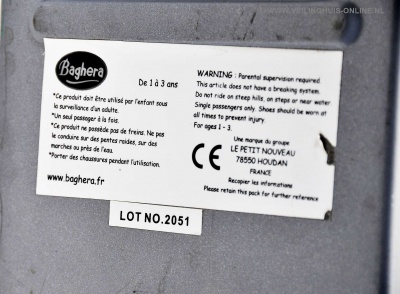 WWW.VEILINGHUIS-ONLINE.NL
Baghera
De 1 à 3 ans
*Ce produit doit être utilisé par l'enfant sous
la surveillance d'un adulte.
*Un seul passager à la fois.
*Ce produit ne possède pas de freins. Ne pas
le conduire sur des pentes raides, sur des
marches ou près de l'eau.
*Porter des chaussures pendant l'utilisation.
www.baghera.fr
WARNING : Parental supervision required.
This article does not have a breaking system.
Do not ride on steep hills, on steps or near water
Single passengers only. Shoes should be worn at
all times to prevent injury.
For ages 1 - 3.
CE
Une marque du groupe
LE PETIT NOUVEAU
78550 HOUDAN
FRANCE
Recopier les informations
Please retain this pack for further reference
LOT NO.2051